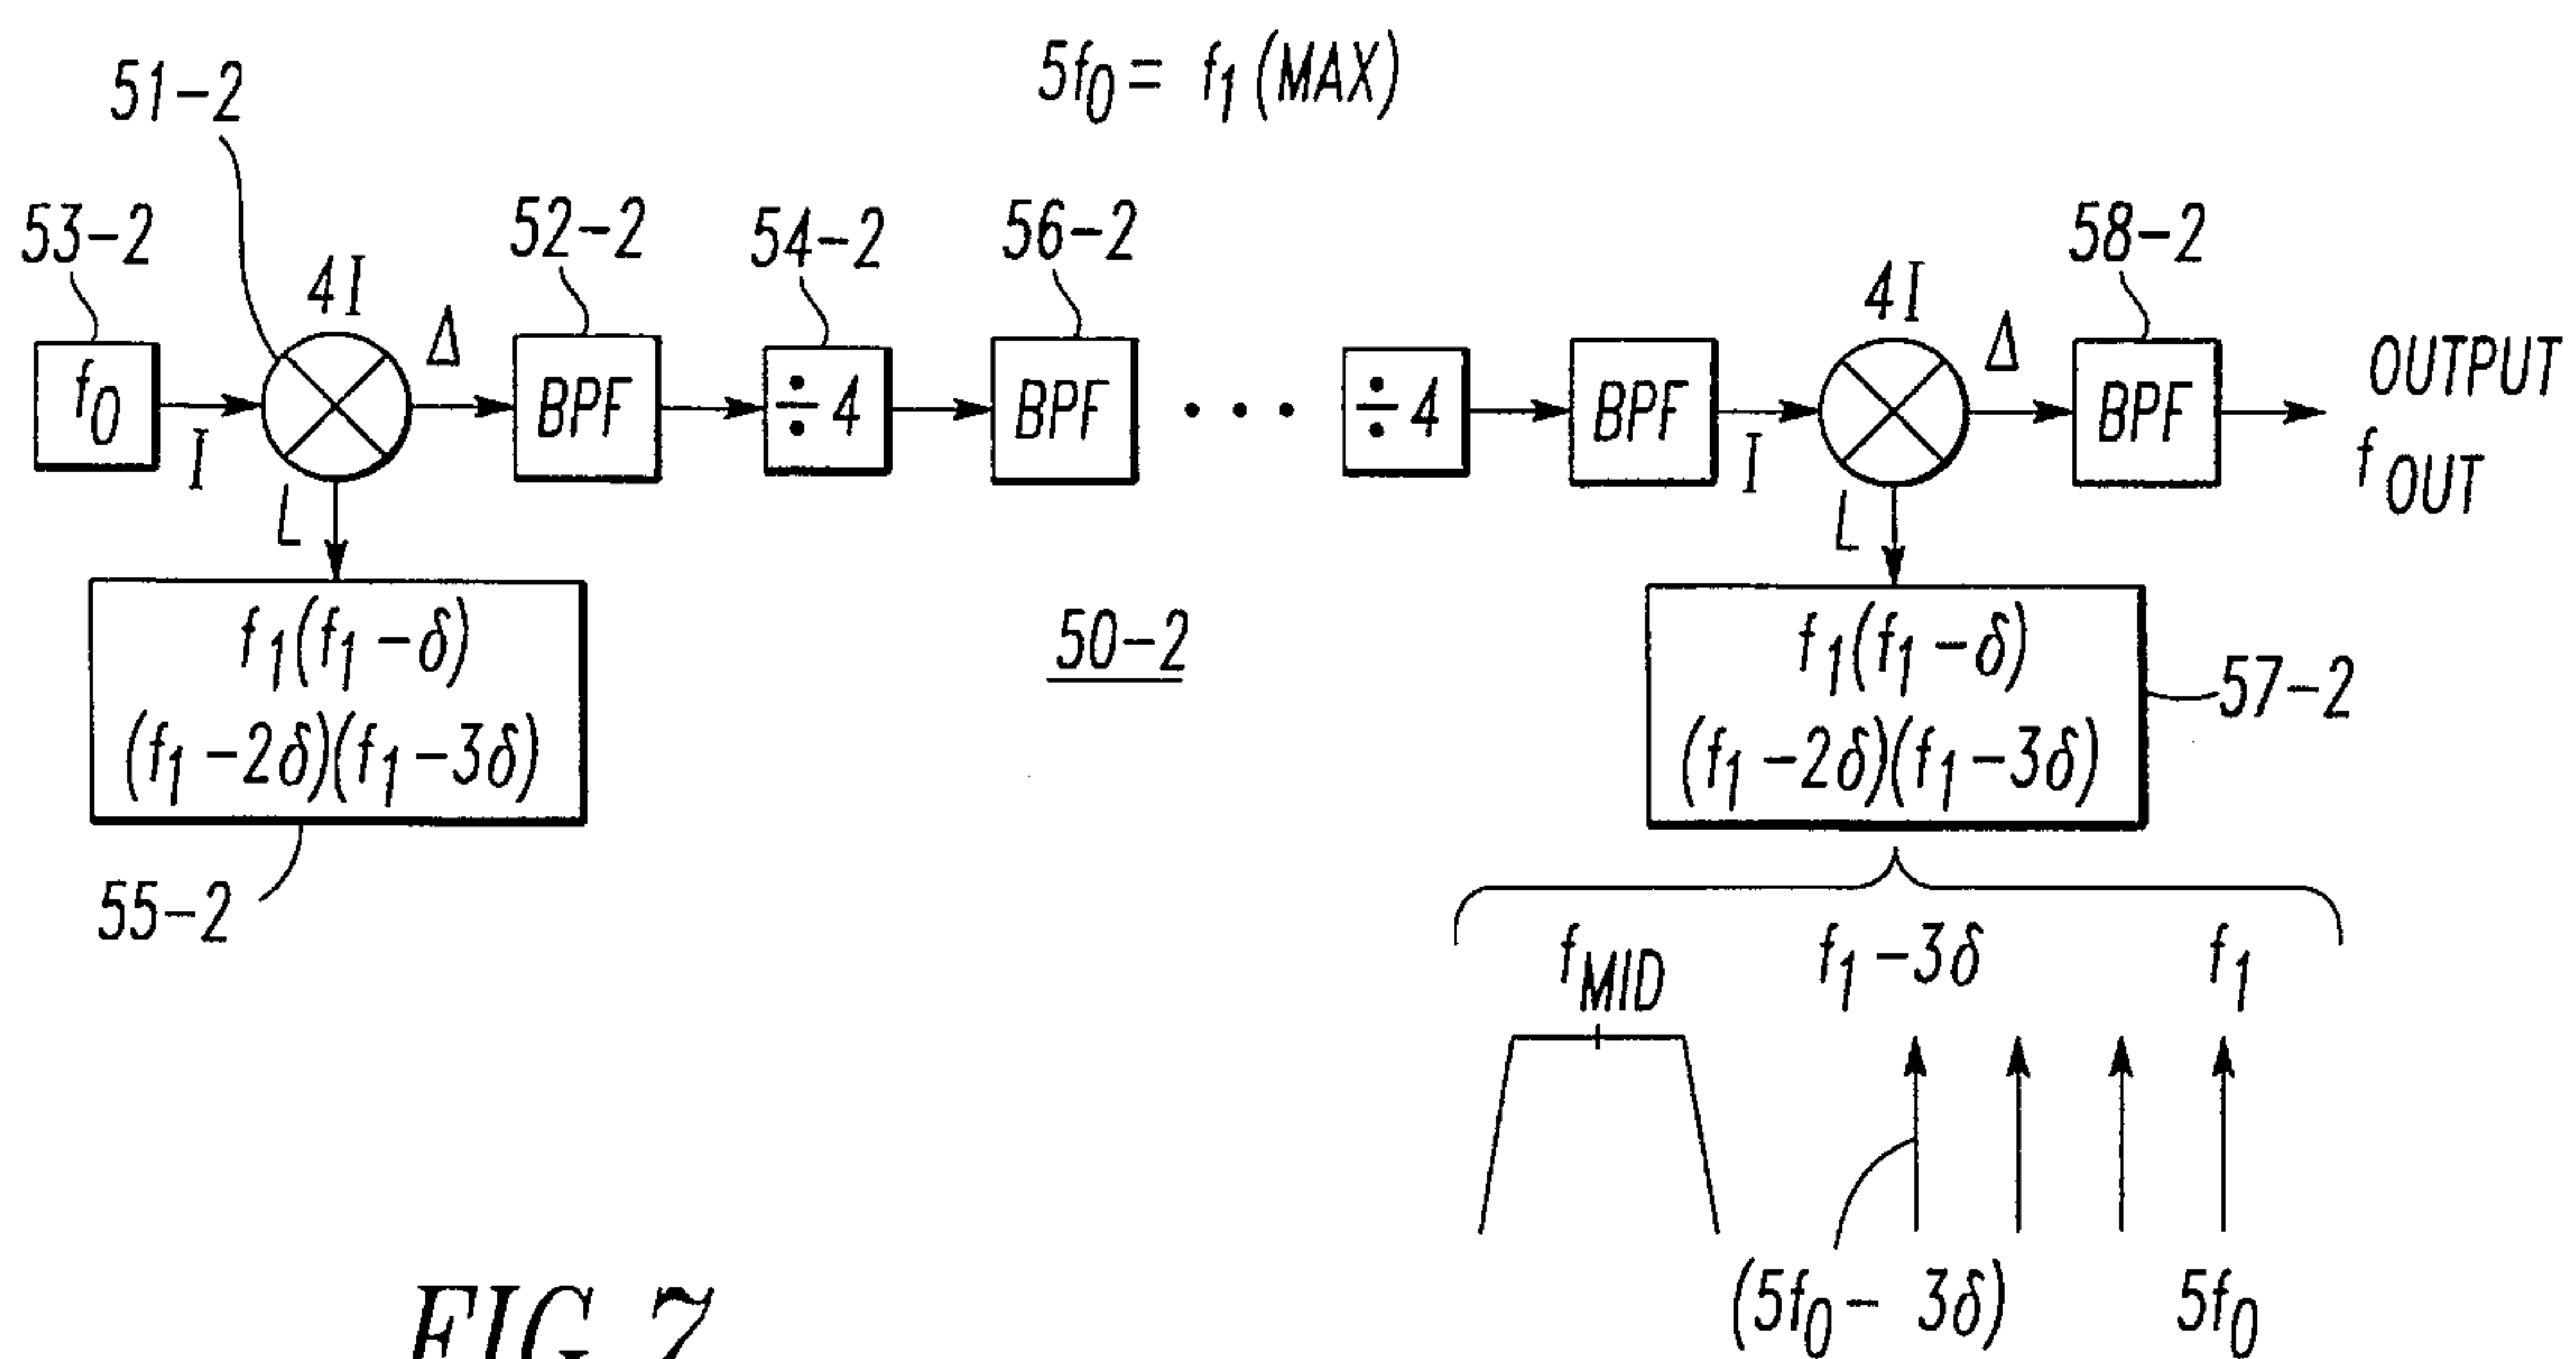 5f0 = f1 (MAX)
51-2
53-2
52-2
54-2
56-2
58-2
4I
4I
Δ
Δ
f0
BPF
÷ 4
BPF
• • •
÷ 4
BPF
BPF
OUTPUT
fOUT
I
I
L
L
f1(f1 - δ)
(f1 - 2δ)(f1 - 3δ)
50-2
f1(f1 - δ)
(f1 - 2δ)(f1 - 3δ)
57-2
55-2
fMID
f1 - 3δ
f1
(5f0 - 3δ)
5f0
FIG. 7